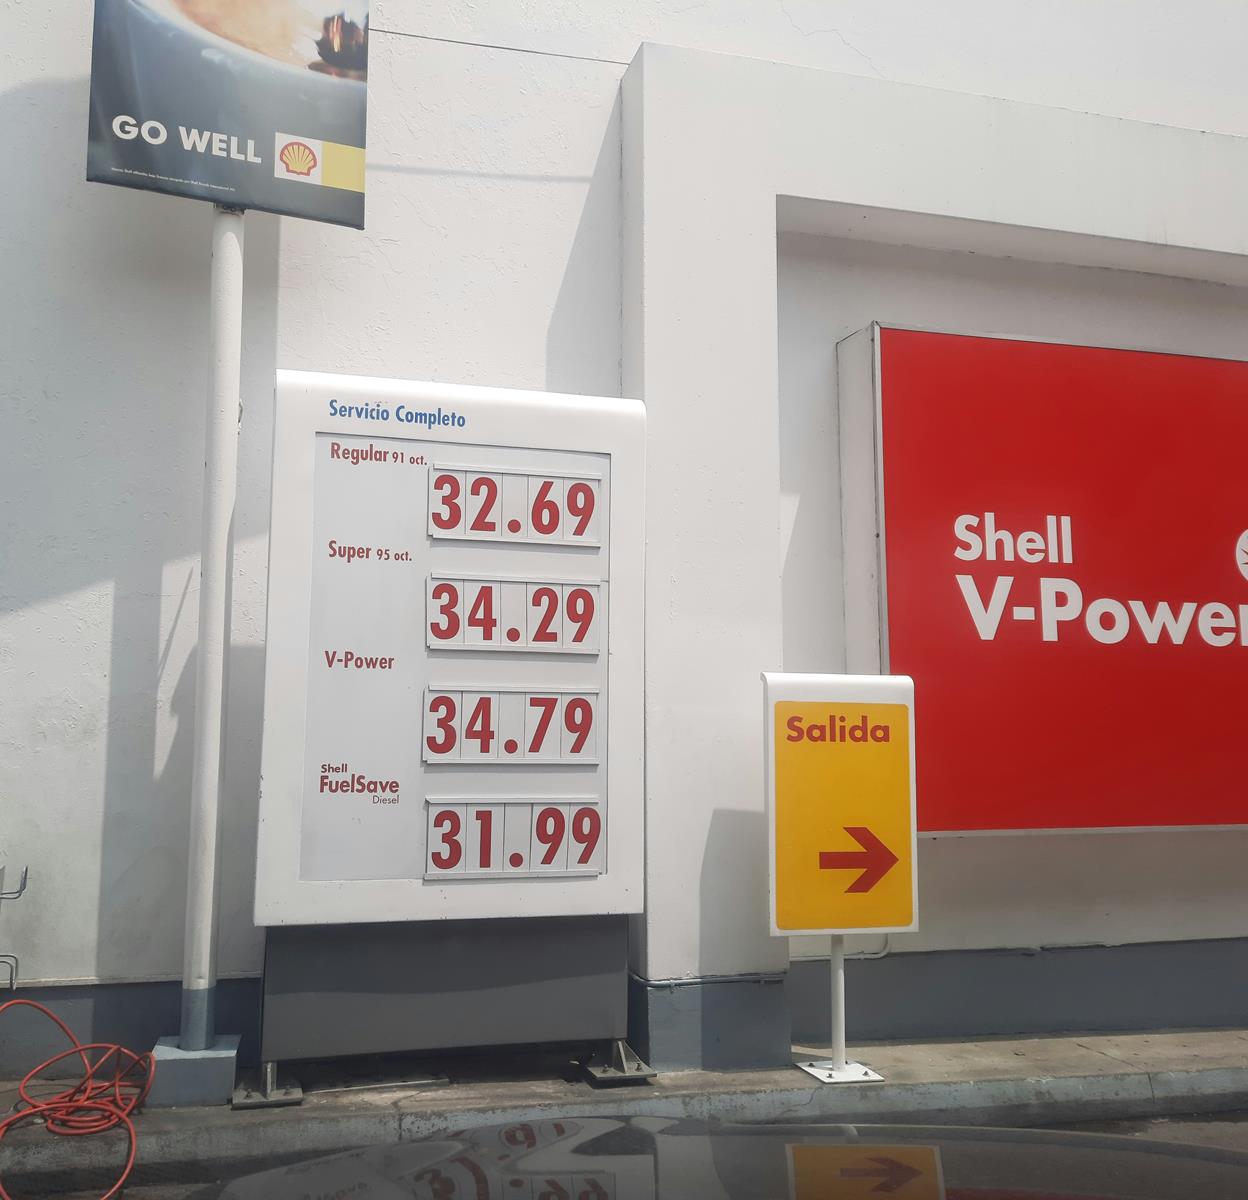 GO WELL
Servicio Completo
Regular 91 oct.
32.69
Super 95 oct.
34.29
V-Power
34.79
Shell
FuelSave
Diesel
31.99
Shell
V-Power
Salida